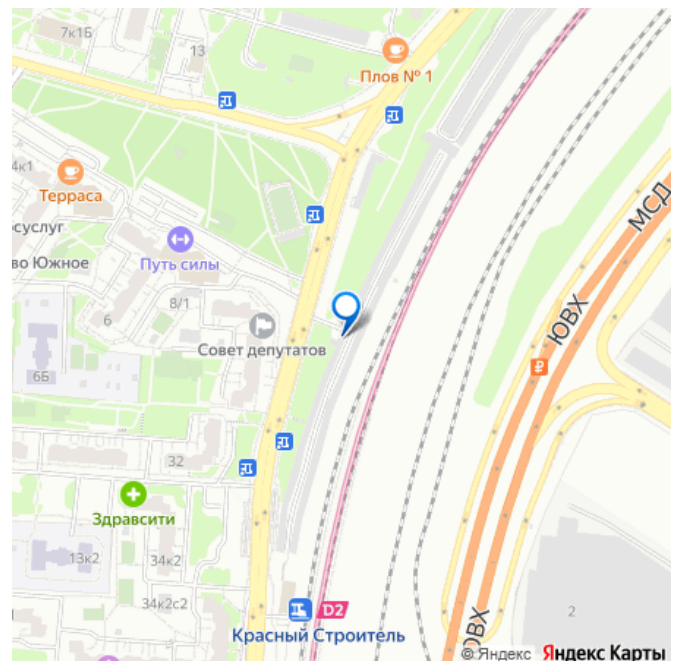 7к1Б
13
Плов № 1
4к1
Терраса
осуслуг
во Южное
Путь силы
8/1
6
Совет депутатов
6Б
32
Здравсити
13к2
34к2
34к2с2
D2
Красный Строитель
МСД
ЮВХ
₽
2
ЮВХ
© Яндекс Яндекс Карты